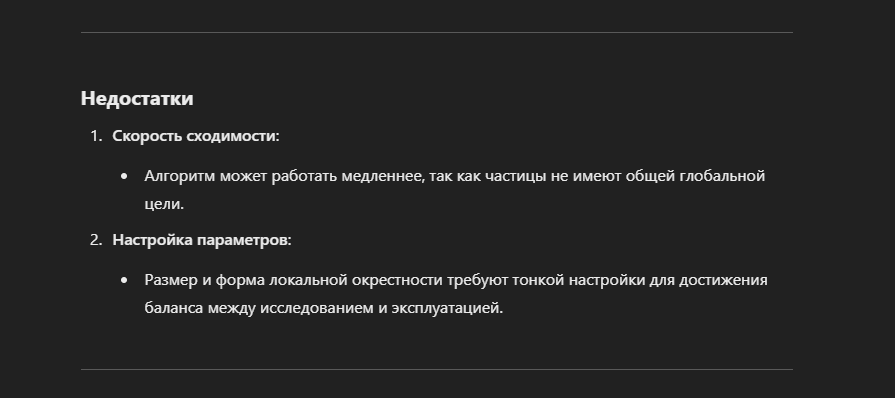 Недостатки
1. Скорость сходимости:
• Алгоритм может работать медленнее, так как частицы не имеют общей глобальной
цели.
2. Настройка параметров:
• Размер и форма локальной окрестности требуют тонкой настройки для достижения
баланса между исследованием и эксплуатацией.